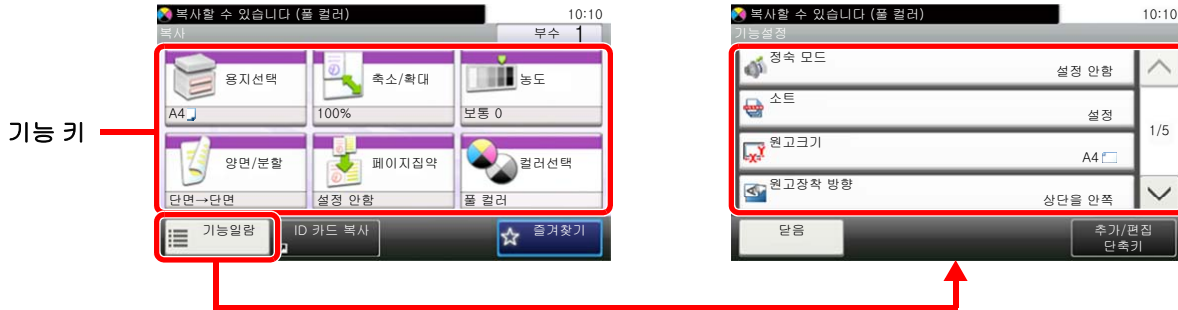 복사할 수 있습니다 (풀 컬러)
10:10
복사
부수 1
용지선택
축소/확대
농도
A4
100%
보통 0
양면/분할
페이지집약
컬러선택
단면→단면
설정 안함
풀 컬러
기능일람
ID 카드 복사
즐겨찾기
기능 키
복사할 수 있습니다 (풀 컬러)
10:10
기능설정
정숙 모드
설정 안함
소트
설정
1/5
원고크기
A4
원고장착 방향
상단을 안쪽
닫음
추가/편집
단축키